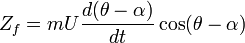 Z_f = mU \frac{d(\theta - \alpha)}{dt} \cos(\theta - \alpha)